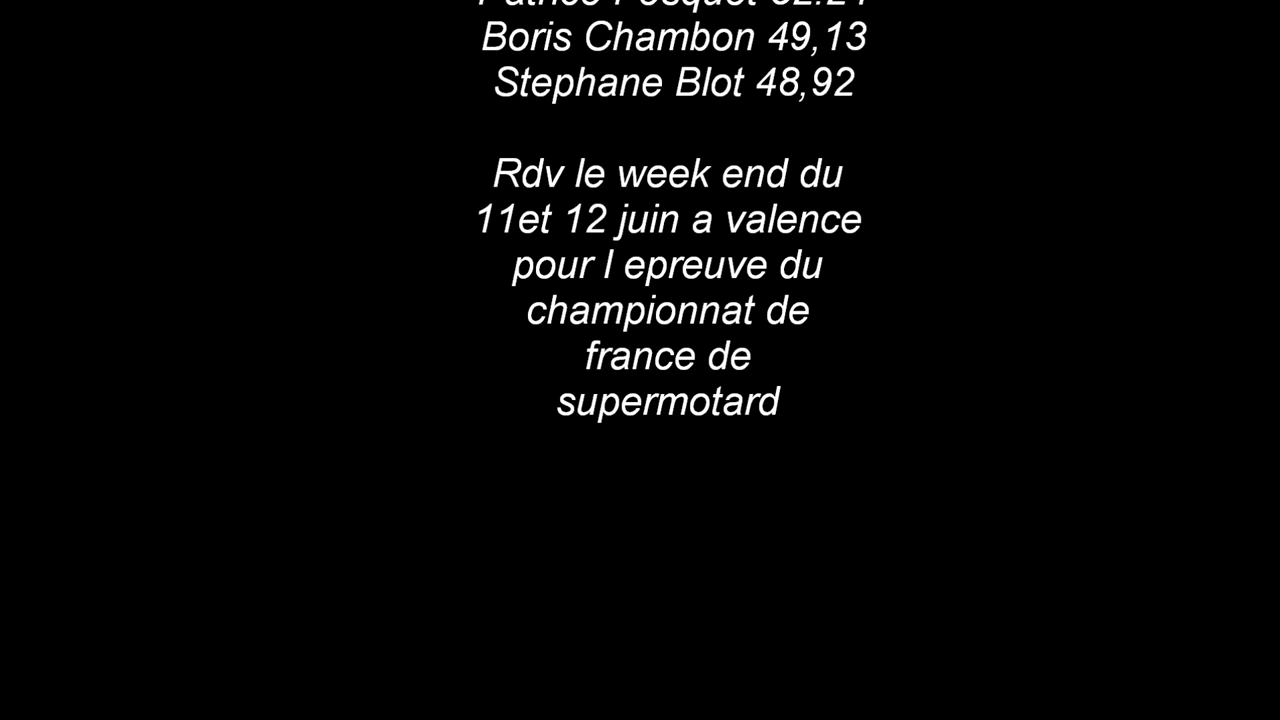 Boris Chambon 49,13
Stephane Blot 48,92
Rdv le week end du
11et 12 juin a valence
pour l epreuve du
championnat de
france de
supermotard